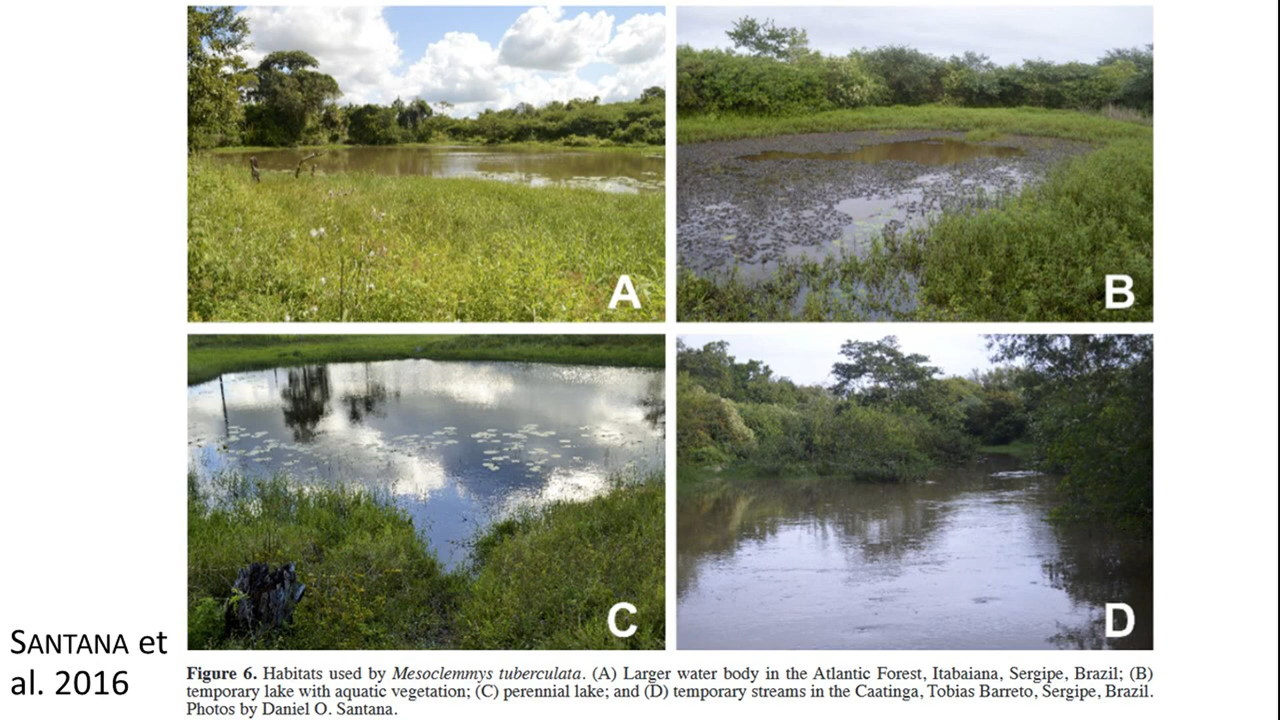 A
B
C
D
SANTANA et
al. 2016
Figure 6. Habitats used by Mesoclemmys tuberculata. (A) Larger water body in the Atlantic Forest, Itabaiana, Sergipe, Brazil; (B)
temporary lake with aquatic vegetation; (C) perennial lake; and (D) temporary streams in the Caatinga, Tobias Barreto, Sergipe, Brazil.
Photos by Daniel O. Santana.